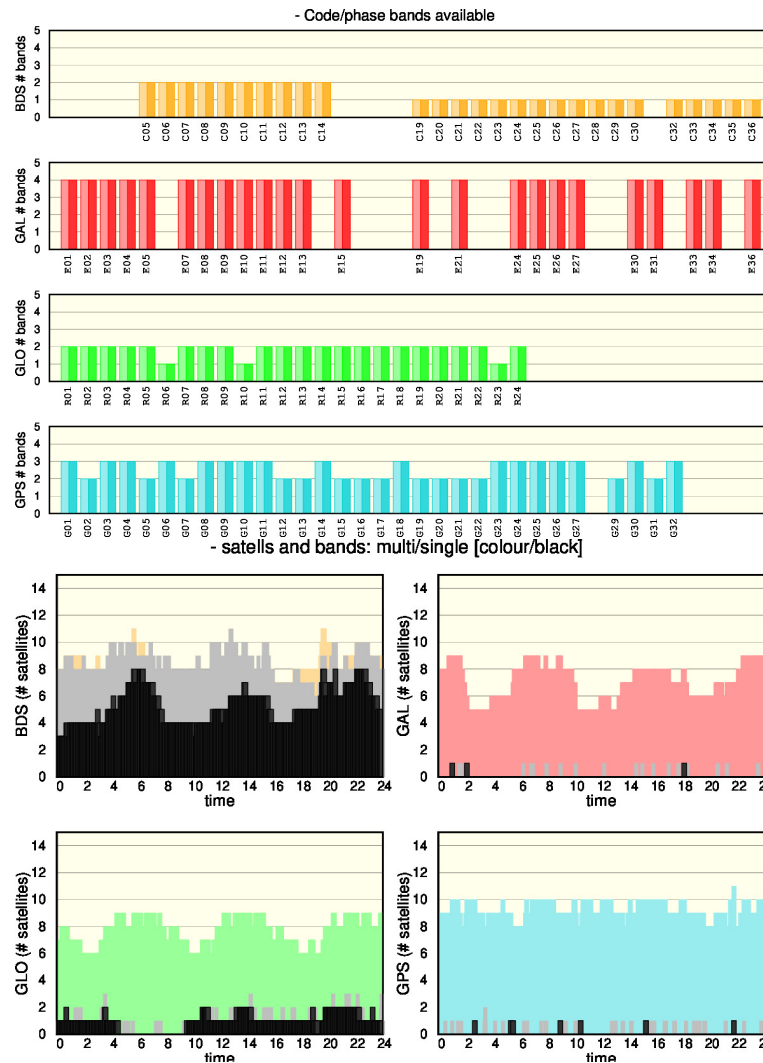 - Code/phase bands available
BDS # bands
5
4
3
2
1
0
C05 C06 C07 C08 C09 C10 C11 C12 C13 C14 C19 C20 C21 C22 C23 C24 C25 C26 C27 C28 C29 C30 C32 C33 C34 C35 C36
GAL # bands
5
4
3
2
1
0
E01 E02 E03 E04 E05 E07 E08 E09 E10 E11 E12 E13 E15 E19 E21 E24 E25 E26 E27 E30 E31 E33 E34 E36
GLO # bands
5
4
3
2
1
0
R01 R02 R03 R04 R05 R06 R07 R08 R09 R10 R11 R12 R13 R14 R15 R16 R17 R18 R19 R20 R21 R22 R23 R24
GPS # bands
5
4
3
2
1
0
G01 G02 G03 G04 G05 G06 G07 G08 G09 G10 G11 G12 G13 G14 G15 G16 G17 G18 G19 G20 G21 G22 G23 G24 G25 G26 G27 G29 G30 G31 G32
- satells and bands: multi/single [colour/black]
BDS (# satellites)
14
12
10
8
6
4
2
0
0 2 4 6 8 10 12 14 16 18 20 22 24
time
GAL (# satellites)
14
12
10
8
6
4
2
0
0 2 4 6 8 10 12 14 16 18 20 22 24
time
GLO (# satellites)
14
12
10
8
6
4
2
0
0 2 4 6 8 10 12 14 16 18 20 22 24
time
GPS (# satellites)
14
12
10
8
6
4
2
0
0 2 4 6 8 10 12 14 16 18 20 22 24
time